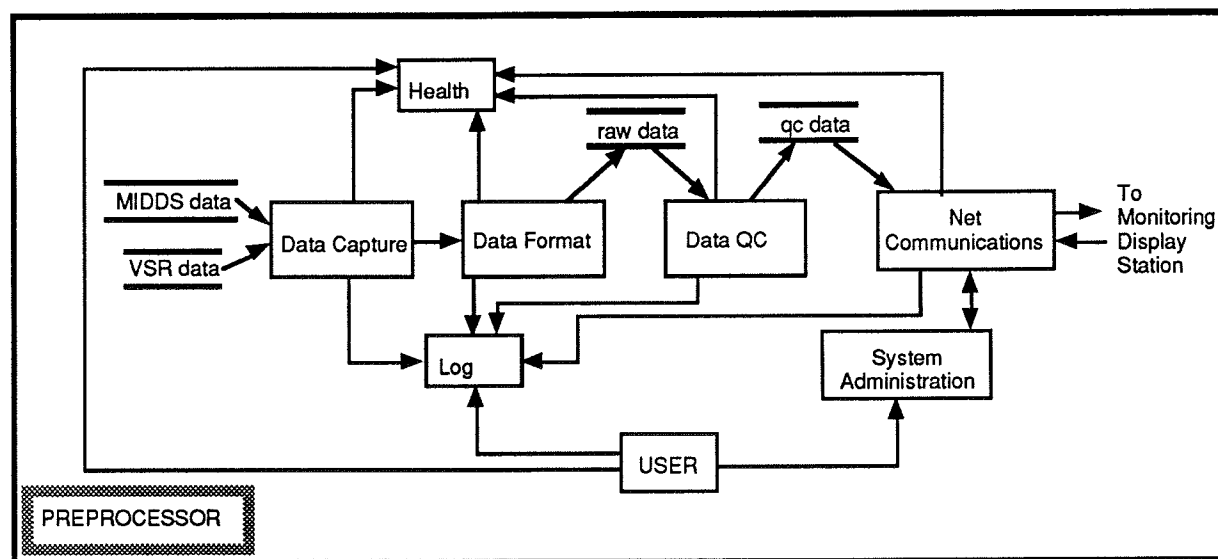 Health
raw data
qc data
MIDDS data
VSR data
Data Capture
Data Format
Data QC
Net
Communications
To
Monitoring
Display
Station
Log
System
Administration
USER
PREPROCESSOR